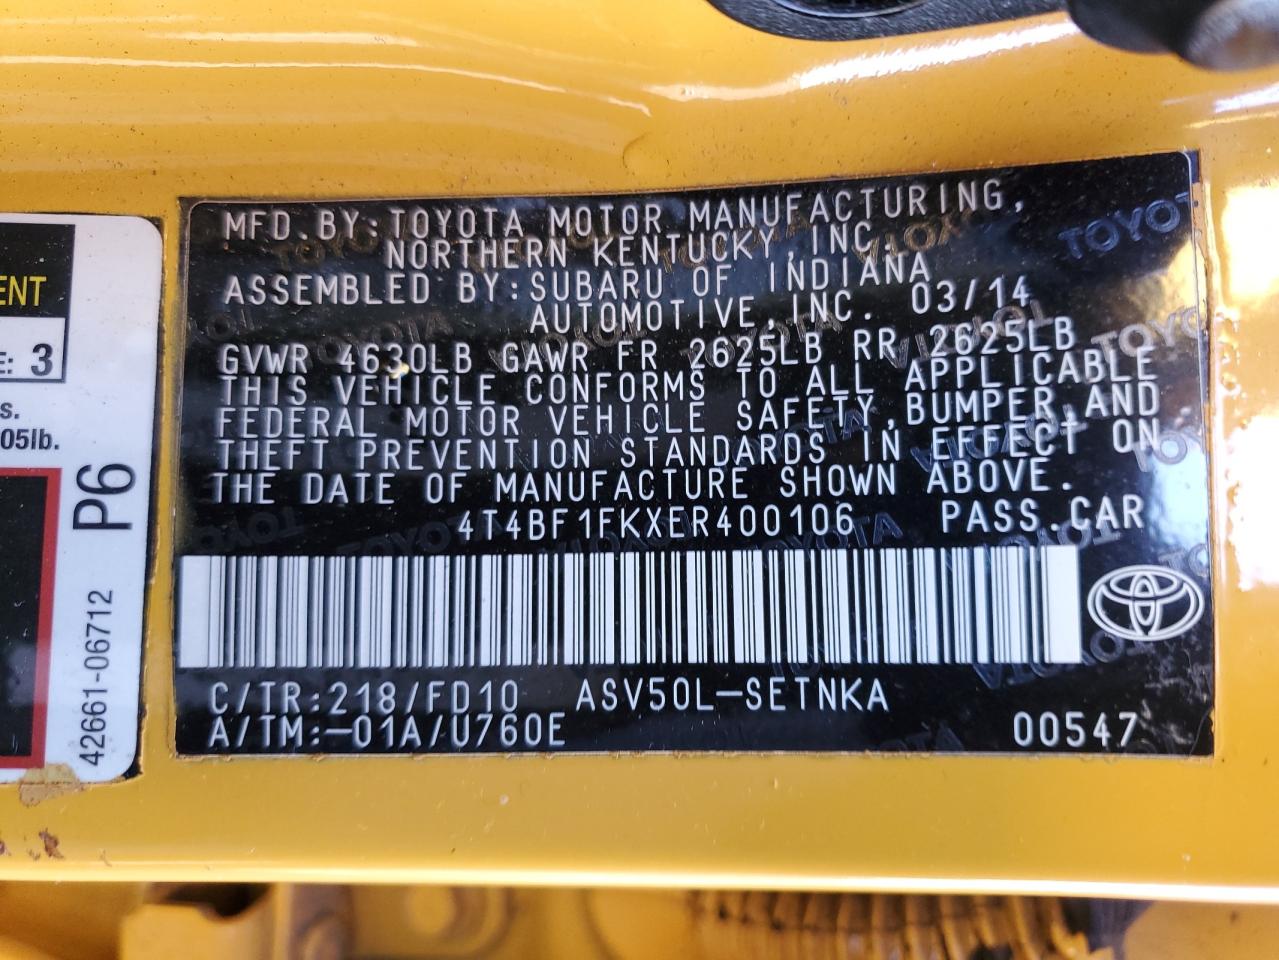 MFD.BY:TOYOTA MOTOR MANUFACTURING,
NORTHERN KENTUCKY,INC.
ASSEMBLED BY:SUBARU OF INDIANA
AUTOMOTIVE,INC. 03/14
GVWR 4630LB GAWR FR 2625LB RR 2625LB
THIS VEHICLE CONFORMS TO ALL APPLICABLE
FEDERAL MOTOR VEHICLE SAFETY,BUMPER,AND
THEFT PREVENTION STANDARDS IN EFFECT ON
THE DATE OF MANUFACTURE SHOWN ABOVE.
4T4BF1FKXER400106 PASS.CAR
C/TR:218/FD10 ASV50L-SETNKA
A/TM:-01A/U760E
00547
ENT
E: 3
s.
05lb.
P6
42661-06712
TOYOTA